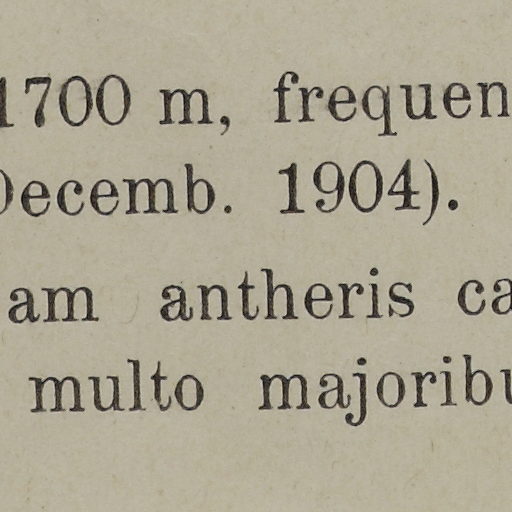 1700 m, frequen
Decemb. 1904).
am antheris ca
multo majoribu